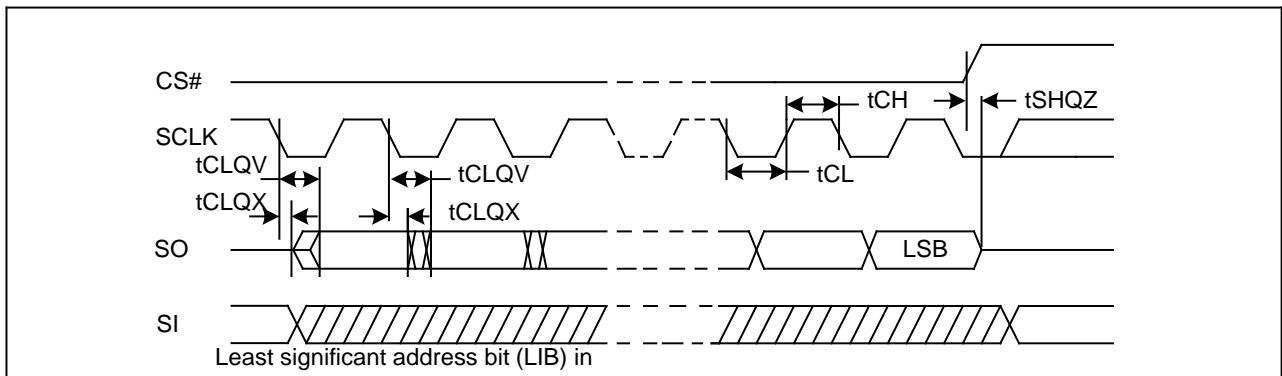 CS#
tCH
tSHQZ
SCLK
tCLQV
tCLQV
tCL
tCLQX
tCLQX
SO
LSB
SI
Least significant address bit (LIB) in